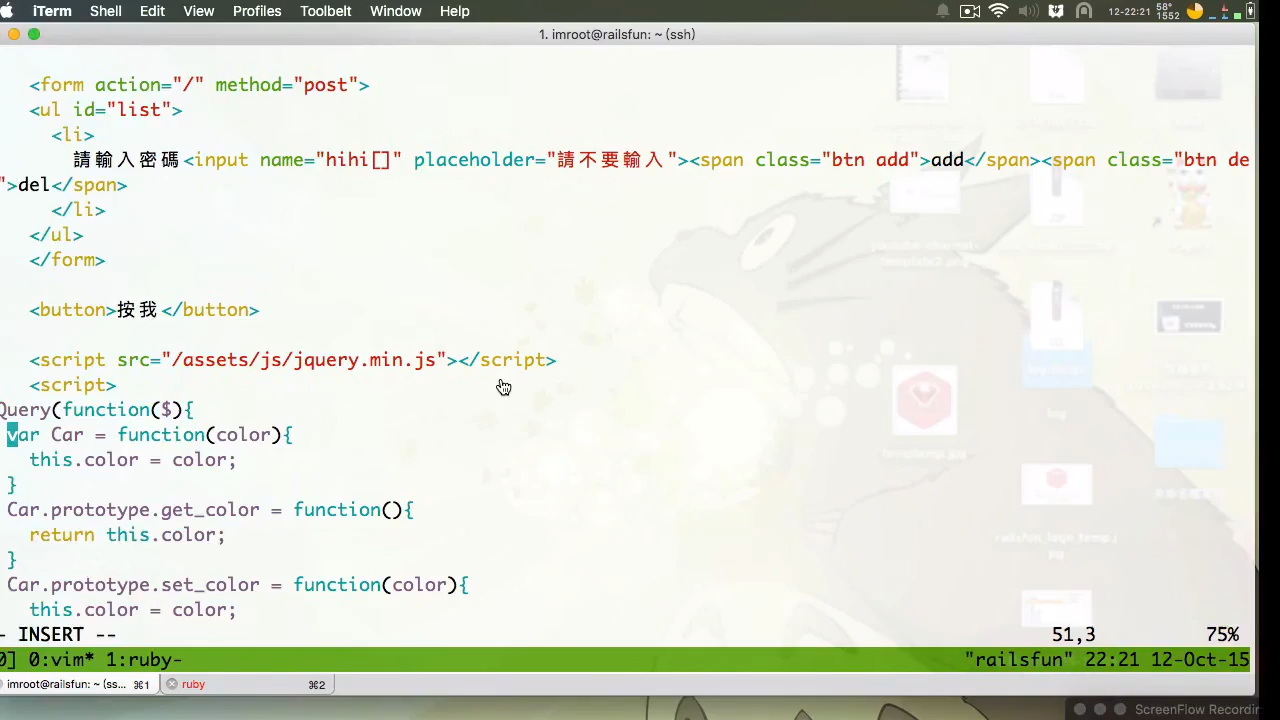 iTerm Shell Edit View Profiles Toolbelt Window Help 12-22:21 58° 1552
1. imroot@railsfun: ~ (ssh)
<form action="/" method="post">
<ul id="list">
<li>
請輸入密碼<input name="hihi[]" placeholder="請不要輸入"><span class="btn add">add</span><span class="btn de
">del</span>
</li>
</ul>
</form>
<button>按我</button>
<script src="/assets/js/jquery.min.js"></script>
<script>
Query(function($){
var Car = function(color){
this.color = color;
}
Car.prototype.get_color = function(){
return this.color;
}
Car.prototype.set_color = function(color){
this.color = color;
- INSERT -- 51,3 75%
0] 0:vim* 1:ruby- "railsfun" 22:21 12-Oct-15
imroot@railsfun: ~ (ss... ⌘1 ruby ⌘2
ScreenFlow Recordin